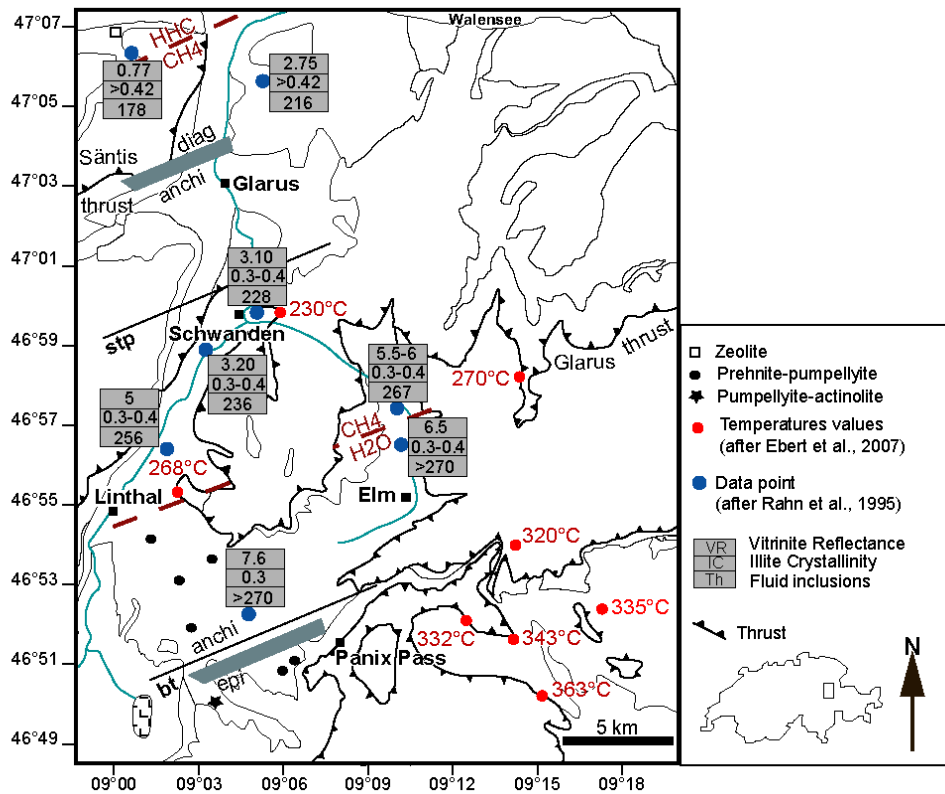 47°07
47°05
47°03
47°01
46°59
46°57
46°55
46°53
46°51
46°49
09°00
09°03
09°06
09°09
09°12
09°15
09°18
Walensee
HHC
CH4
0.77
>0.42
178
2.75
>0.42
216
diag
anchi
Säntis
thrust
Glarus
3.10
0.3-0.4
228
230°C
stp
Schwanden
3.20
0.3-0.4
236
5.5-6
0.3-0.4
267
270°C
Glarus thrust
5
0.3-0.4
256
CH4
H2O
6.5
0.3-0.4
>270
268°C
Linthal
Elm
320°C
7.6
0.3
>270
335°C
332°C
343°C
anchi
bt
epi
Panix Pass
363°C
L
L
L
5 km
Zeolite
Prehnite-pumpellyite
Pumpellyite-actinolite
Temperatures values
(after Ebert et al., 2007)
Data point
(after Rahn et al., 1995)
VR Vitrinite Reflectance
IC Illite Crystallinity
Th Fluid inclusions
Thrust
N